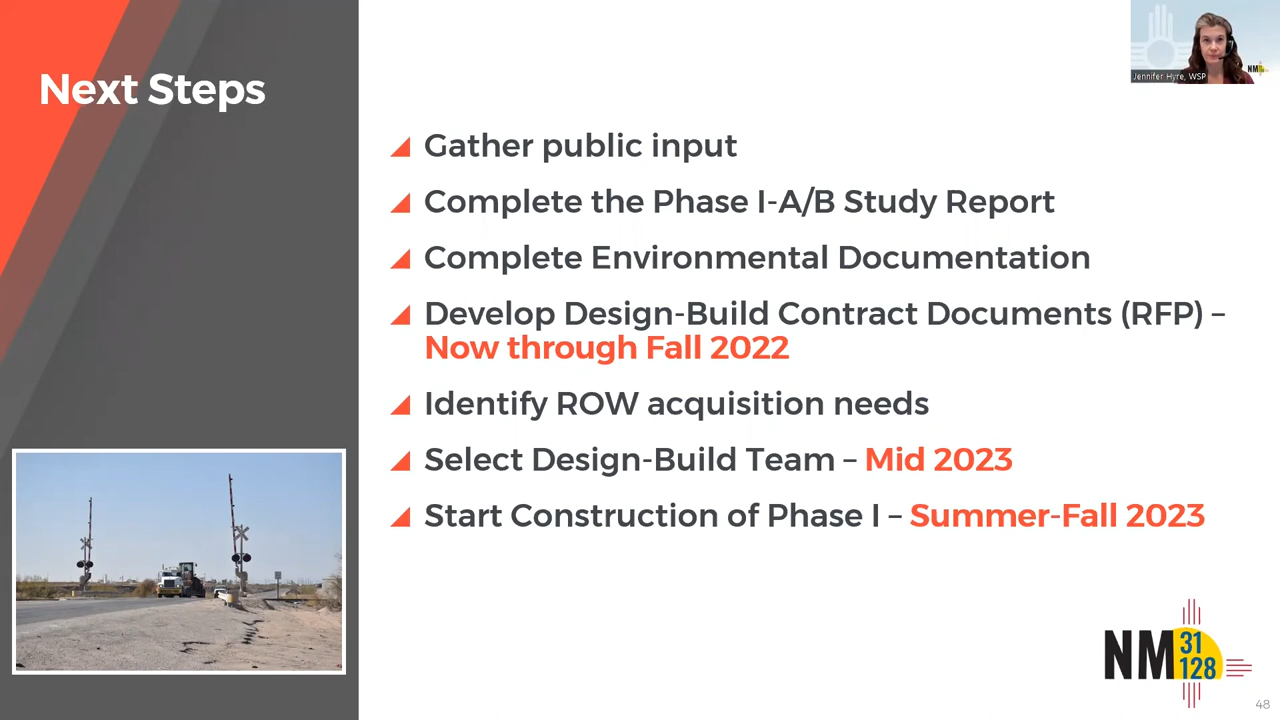 Next Steps
Gather public input
Complete the Phase I-A/B Study Report
Complete Environmental Documentation
Develop Design-Build Contract Documents (RFP) –
Now through Fall 2022
Identify ROW acquisition needs
Select Design-Build Team – Mid 2023
Start Construction of Phase I – Summer-Fall 2023
Jennifer Hyre, WSP
NM
NM 31
128
48